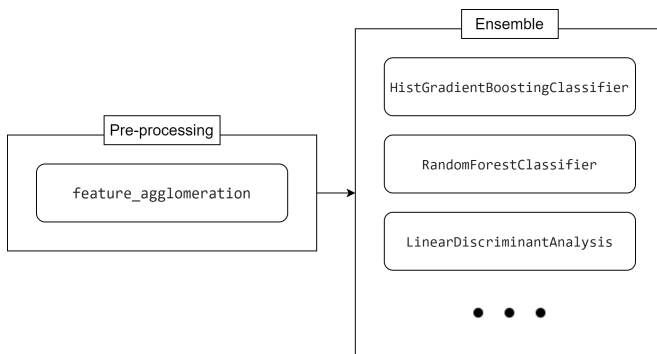 Ensemble
HistGradientBoostingClassifier
Pre-processing
RandomForestClassifier
feature_agglomeration
LinearDiscriminantAnalysis